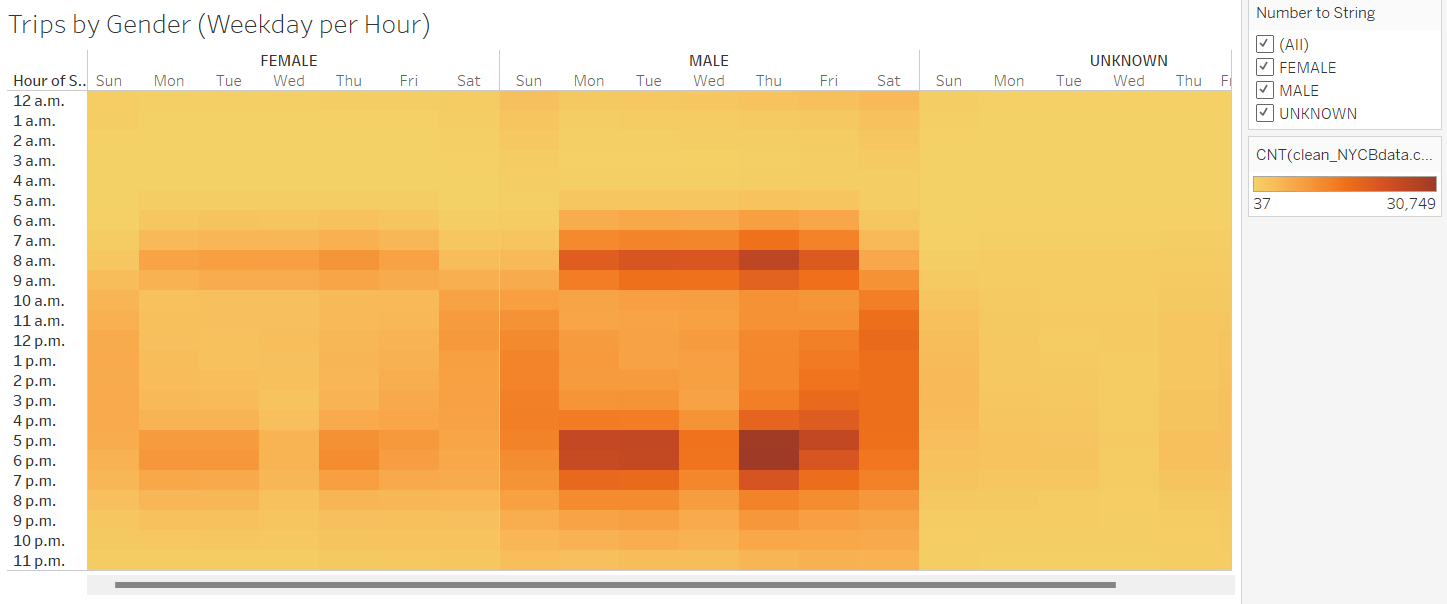 Trips by Gender (Weekday per Hour)
FEMALE MALE UNKNOWN
Hour of S.. Sun Mon Tue Wed Thu Fri Sat Sun Mon Tue Wed Thu Fri Sat Sun Mon Tue Wed Thu Fr
12 a.m.
1 a.m.
2 a.m.
3 a.m.
4 a.m.
5 a.m.
6 a.m.
7 a.m.
8 a.m.
9 a.m.
10 a.m.
11 a.m.
12 p.m.
1 p.m.
2 p.m.
3 p.m.
4 p.m.
5 p.m.
6 p.m.
7 p.m.
8 p.m.
9 p.m.
10 p.m.
11 p.m.
Number to String
(All)
FEMALE
MALE
UNKNOWN
CNT(clean_NYCBdata.c...
37 30,749